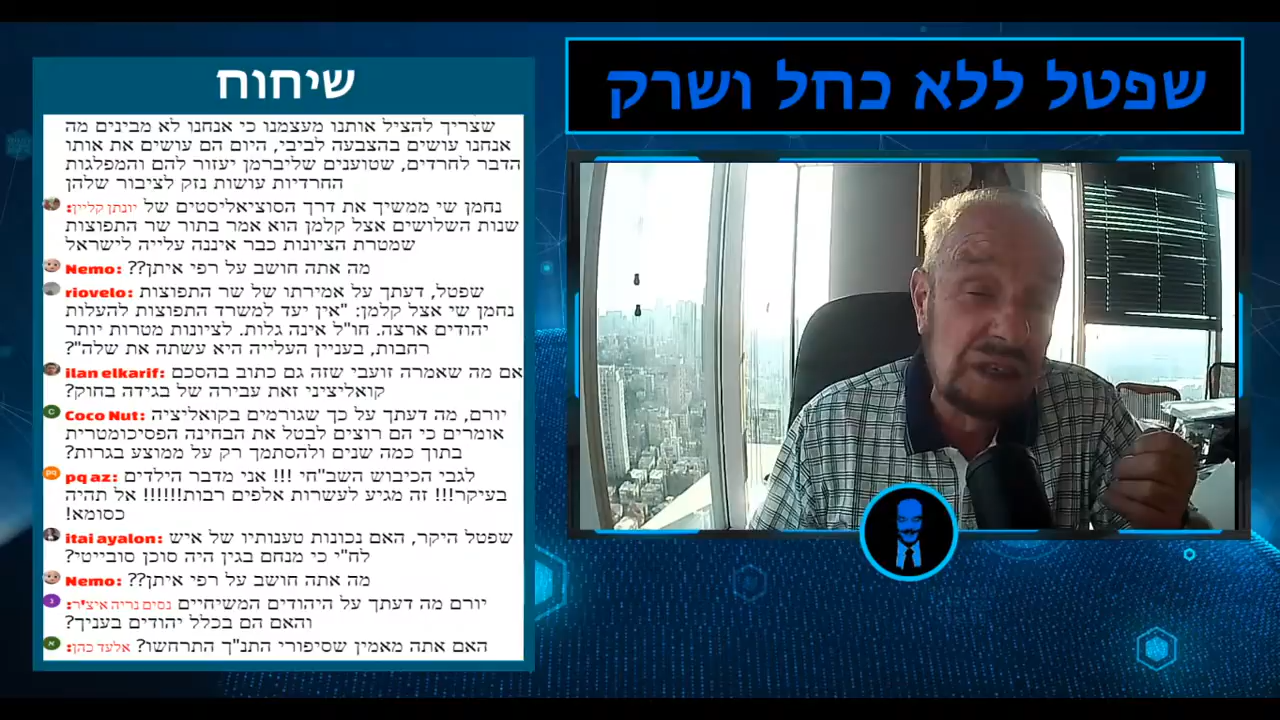 שפטל ללא כחל ושרק
שיחוח
שצריך להציל אותנו מעצמנו כי אנחנו לא מבינים מה
אנחנו עושים בהצבעה לביבי, היום הם עושים את אותו
הדבר לחרדים, שטוענים שליברמן יעזור להם והמפלגות
החרדיות עושות נזק לציבור שלהן
יונתן קליין: נחמן שי ממשיך את דרך הסוציאליסטים של
שנות השלושים אצל קלמן הוא אמר בתור שר התפוצות
שמטרת הציונות כבר איננה עלייה לישראל
Nemo: מה אתה חושב על רפי איתן??
riovelo: שפטל, דעתך על אמירתו של שר התפוצות
נחמן שי אצל קלמן: "אין יעד למשרד התפוצות להעלות
יהודים ארצה. חו"ל אינה גלות. לציונות מטרות יותר
רחבות, בעניין העלייה היא עשתה את שלה"?
ilan elkarif: אם מה שאמרה זועבי שזה גם כתוב בהסכם
קואליציני זאת עבירה של בגידה בחוק?
Coco Nut: יורם, מה דעתך על כך שגורמים בקואליציה
אומרים כי הם רוצים לבטל את הבחינה הפסיכומטרית
בתוך כמה שנים ולהסתמך רק על ממוצע בגרות?
pq az: לגבי הכיבוש השב"חי !!! אני מדבר הילדים
בעיקר!!! זה מגיע לעשרות אלפים רבות!!!!!! אל תהיה
כסומא!
itai ayalon: שפטל היקר, האם נכונות טענותיו של איש
לח"י כי מנחם בגין היה סוכן סובייטי?
Nemo: מה אתה חושב על רפי איתן??
נסים נריה איצ'ר: יורם מה דעתך על היהודים המשיחיים
והאם הם בכלל יהודים בעניך?
אלעד כהן: האם אתה מאמין שסיפורי התנ"ך התרחשו?